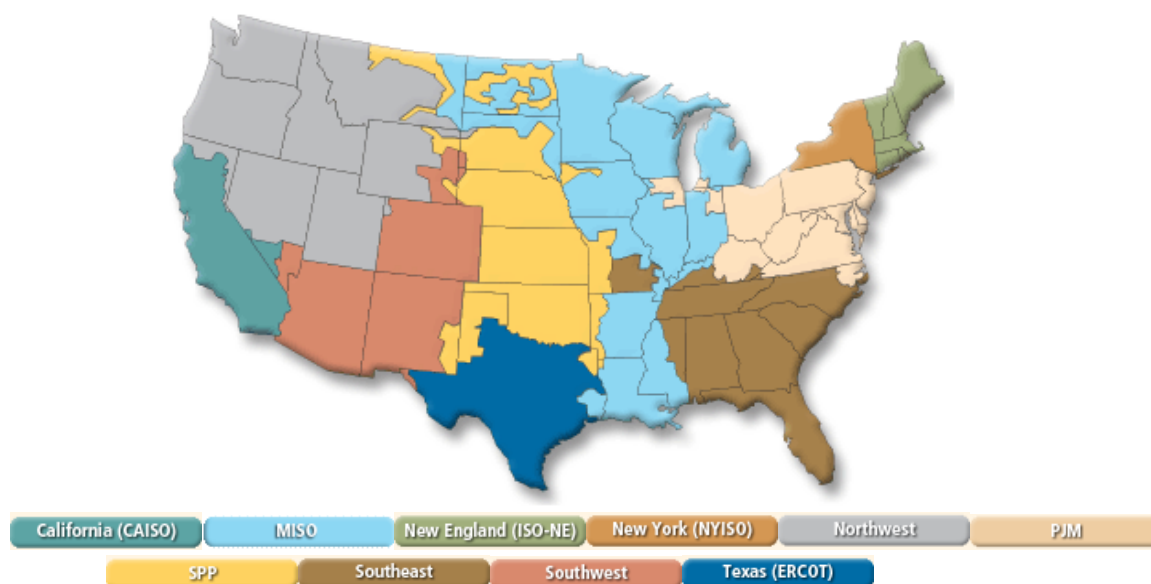 California (CAISO) MISO New England (ISO-NE) New York (NYISO) Northwest PJM
SPP Southeast Southwest Texas (ERCOT)